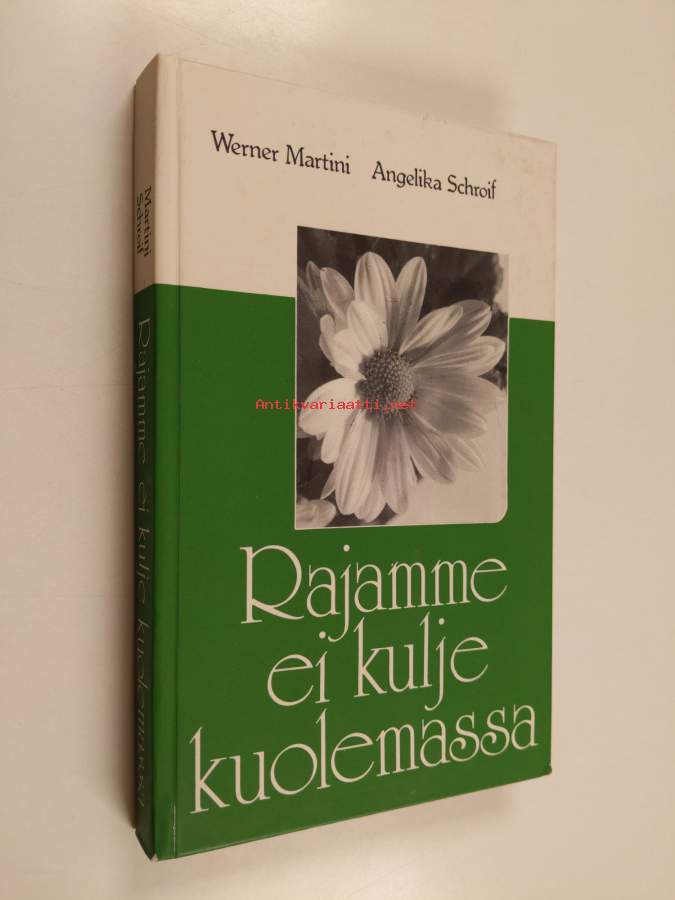 Werner Martini Angelika Schroif
Antikvariaatti.net
Rajamme
ei kulje
kuolemassa
Martini
Schroif
Rajamme ei kulje kuolemassa